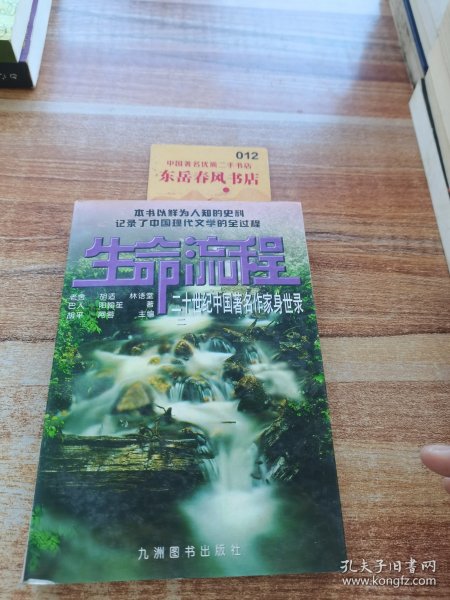 012
中国著名优质二手书店
东岳春风书店
本书以鲜为人知的史料
记录了中国现代文学的全过程
生命流程
老舍 胡适 林语堂
巴人 阳翰笙 著
胡平 主编
二十世纪中国著名作家身世录
九洲图书出版社
孔夫子旧书网
www.kongfz.com